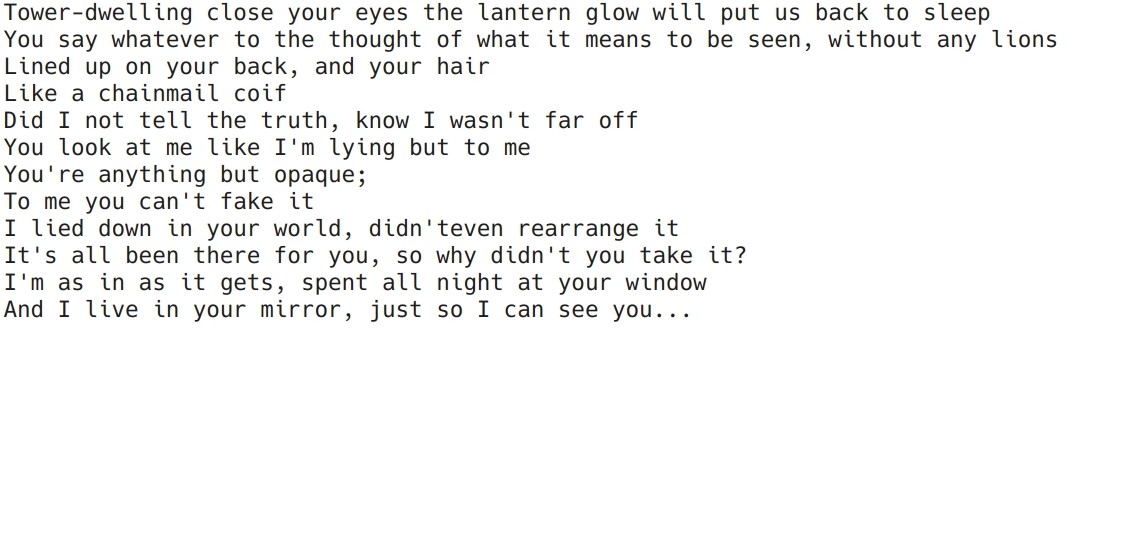 Tower-dwelling close your eyes the lantern glow will put us back to sleep
You say whatever to the thought of what it means to be seen, without any lions
Lined up on your back, and your hair
Like a chainmail coif
Did I not tell the truth, know I wasn't far off
You look at me like I'm lying but to me
You're anything but opaque;
To me you can't fake it
I lied down in your world, didn'teven rearrange it
It's all been there for you, so why didn't you take it?
I'm as in as it gets, spent all night at your window
And I live in your mirror, just so I can see you...